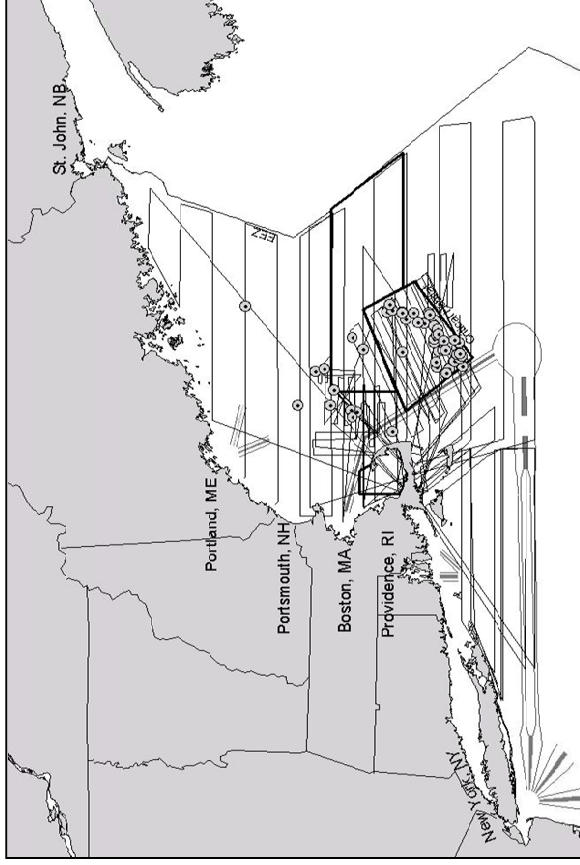 St. John. NB
EEZ
Portland, ME
Portsmouth, NH
Boston, MA
Providence, RI
New York, NY